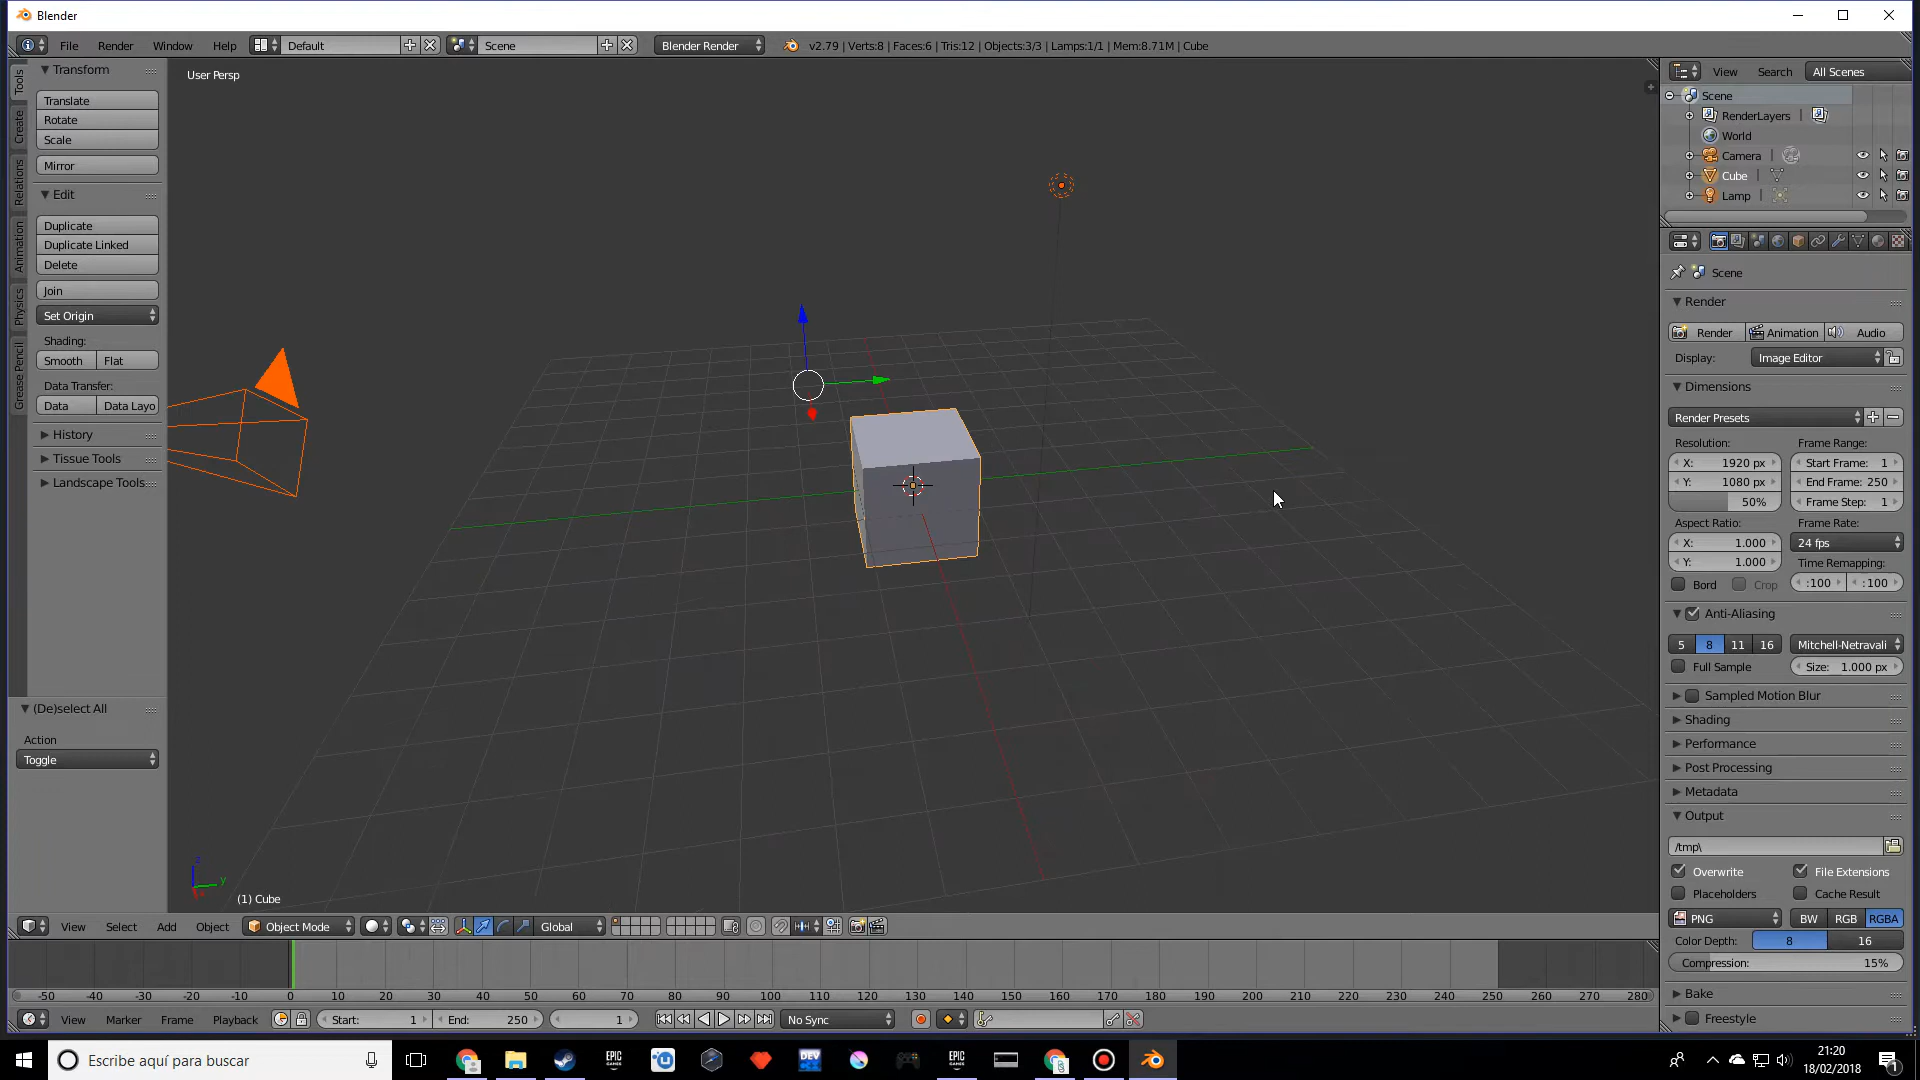 Blender
File Render Window Help Default Scene Blender Render v2.79 | Verts:8 | Faces:6 | Tris:12 | Objects:3/3 | Lamps:1/1 | Mem:8.71M | Cube
Tools
Create
Relations
Animation
Physics
Grease Pencil
Transform
Translate
Rotate
Scale
Mirror
Edit
Duplicate
Duplicate Linked
Delete
Join
Set Origin
Shading:
Smooth Flat
Data Transfer:
Data Data Layo
History
Tissue Tools
Landscape Tools
(De)select All
Action
Toggle
User Persp
z
y
(1) Cube
View Select Add Object Object Mode Global
-50 -40 -30 -20 -10 0 10 20 30 40 50 60 70 80 90 100 110 120 130 140 150 160 170 180 190 200 210 220 230 240 250 260 270 280
View Marker Frame Playback Start: 1 End: 250 1 No Sync
View Search All Scenes
Scene
RenderLayers |
World
Camera |
Cube |
Lamp |
Scene
Render
Render Animation Audio
Display: Image Editor
Dimensions
Render Presets
Resolution: Frame Range:
X: 1920 px Start Frame: 1
Y: 1080 px End Frame: 250
50% Frame Step: 1
Aspect Ratio: Frame Rate:
X: 1.000 24 fps
Y: 1.000 Time Remapping:
Bord Crop :100 :100
Anti-Aliasing
5 8 11 16 Mitchell-Netravali
Full Sample Size: 1.000 px
Sampled Motion Blur
Shading
Performance
Post Processing
Metadata
Output
/tmp\
Overwrite File Extensions
Placeholders Cache Result
PNG BW RGB RGBA
Color Depth: 8 16
Compression: 15%
Bake
Freestyle
Escribe aquí para buscar
EPIC GAMES
DEV
EPIC GAMES
21:20
18/02/2018
1